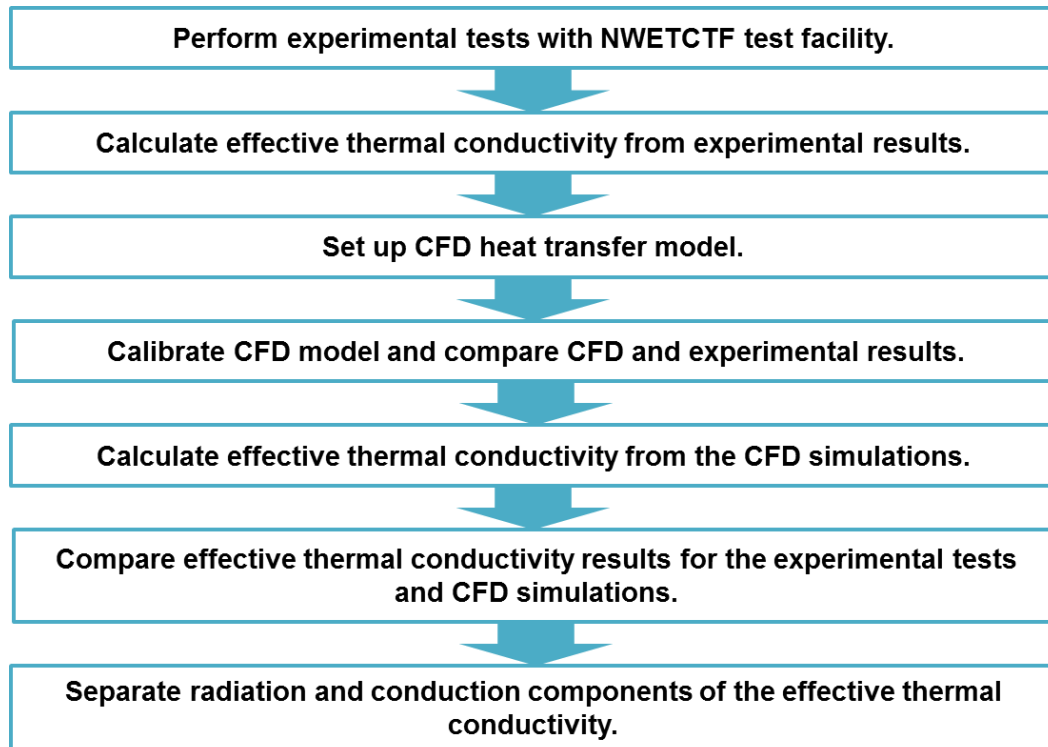 Perform experimental tests with NWETCTF test facility.
Calculate effective thermal conductivity from experimental results.
Set up CFD heat transfer model.
Calibrate CFD model and compare CFD and experimental results.
Calculate effective thermal conductivity from the CFD simulations.
Compare effective thermal conductivity results for the experimental tests
and CFD simulations.
Separate radiation and conduction components of the effective thermal
conductivity.